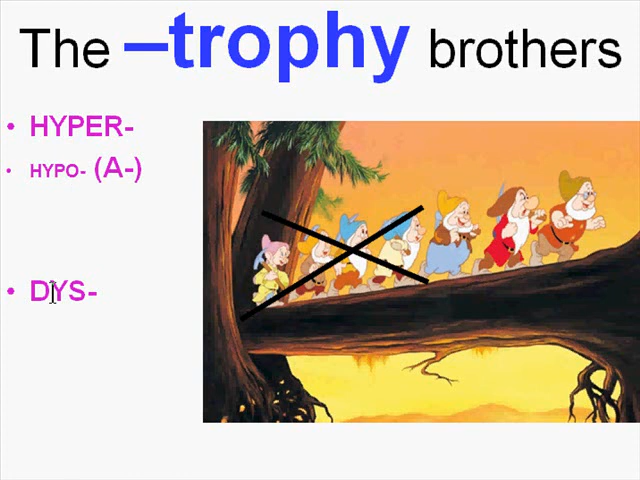 The –trophy brothers
• HYPER-
• HYPO- (A-)
• DYS-